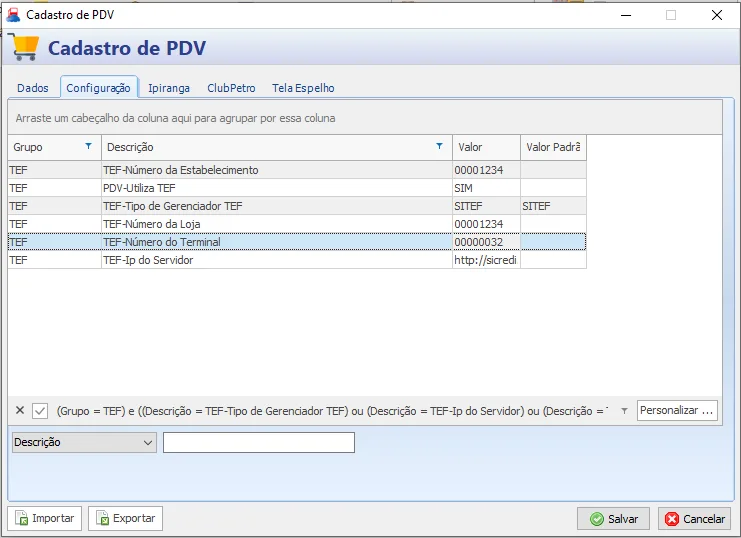 Cadastro de PDV
Cadastro de PDV
Dados Configuração Ipiranga ClubPetro Tela Espelho
Arraste um cabeçalho da coluna aqui para agrupar por essa coluna
Grupo Descrição Valor Valor Padrã
TEF TEF-Número da Estabelecimento 00001234
TEF PDV-Utiliza TEF SIM
TEF TEF-Tipo de Gerenciador TEF SITEF SITEF
TEF TEF-Número da Loja 00001234
TEF TEF-Número do Terminal 00000032
TEF TEF-Ip do Servidor http://sicredi
(Grupo = TEF) e ((Descrição = TEF-Tipo de Gerenciador TEF) ou (Descrição = TEF-Ip do Servidor) ou (Descrição = Personalizar ...
Descrição
Importar Exportar Salvar Cancelar